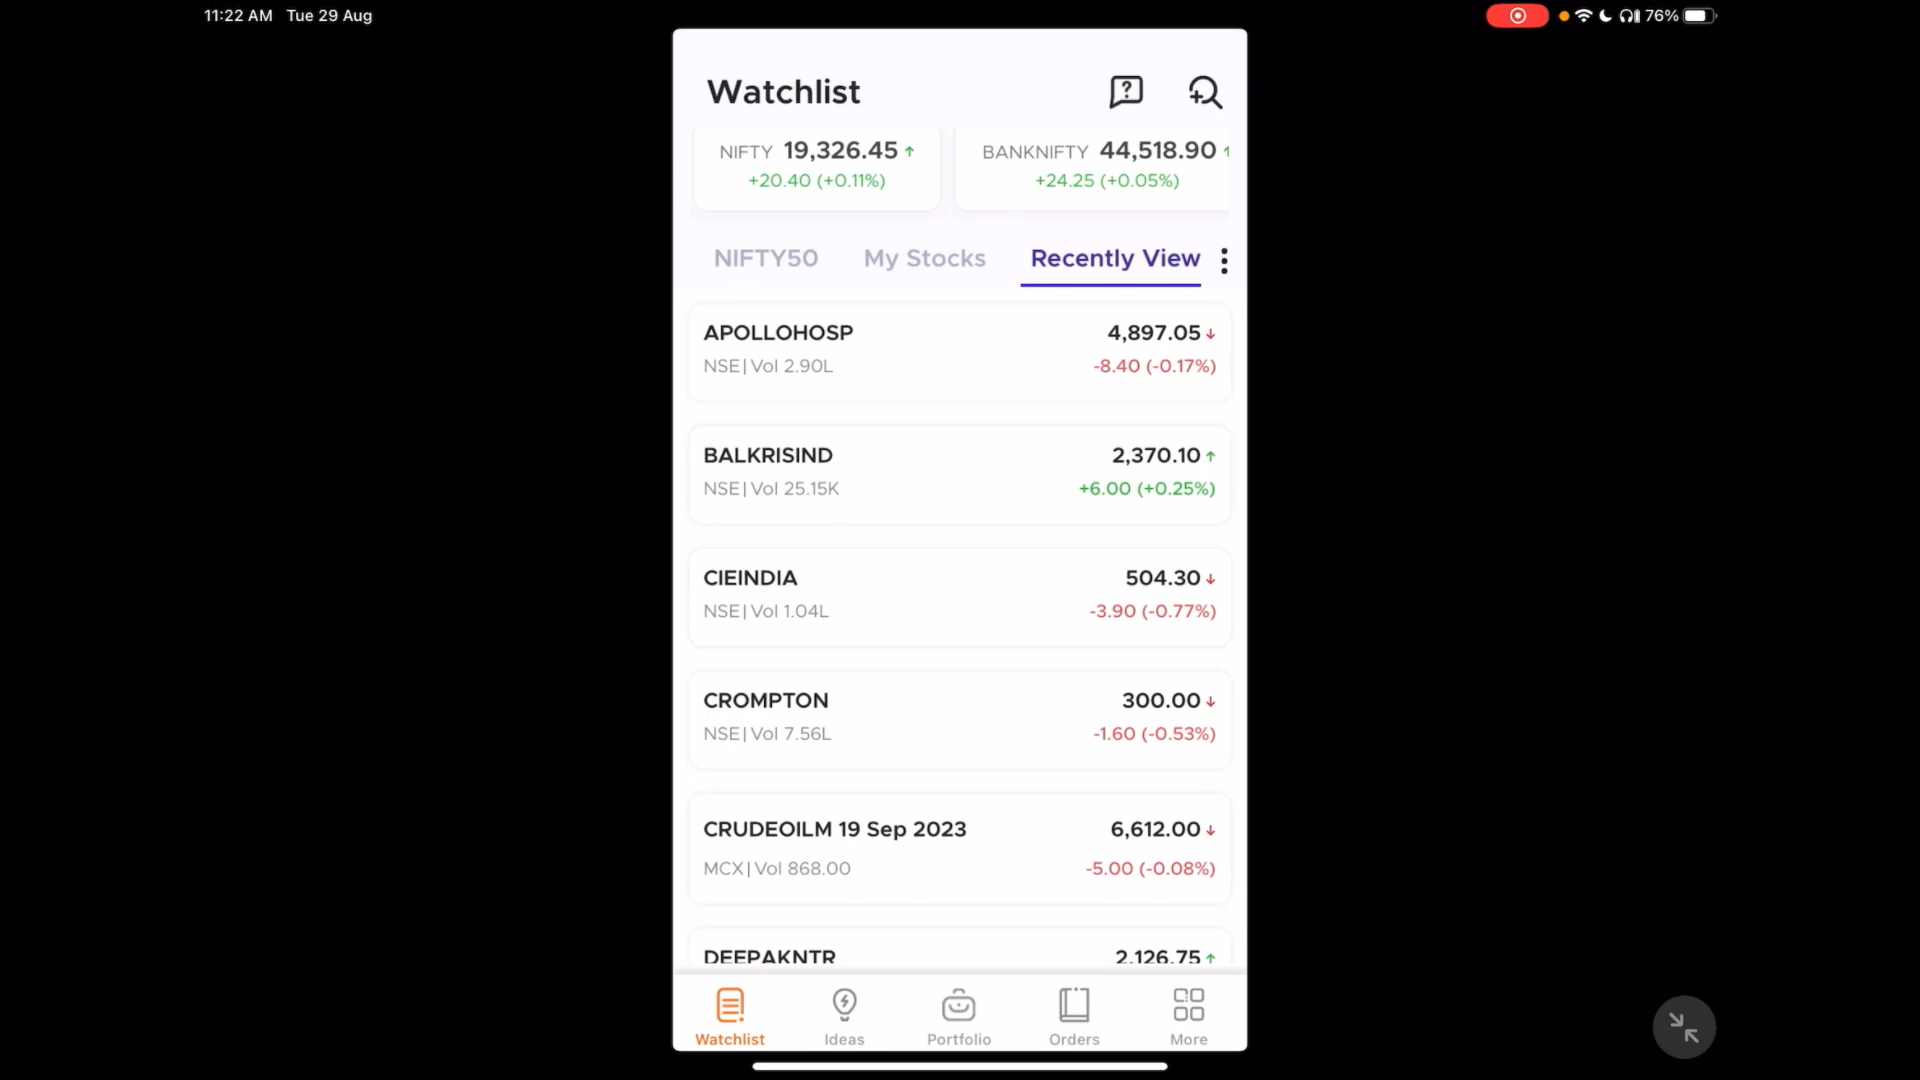 11:22 AM Tue 29 Aug
76%
Watchlist
NIFTY 19,326.45 ↑
+20.40 (+0.11%)
BANKNIFTY 44,518.90 ↑
+24.25 (+0.05%)
NIFTY50 My Stocks Recently View
APOLLOHOSP 4,897.05 ↓
NSE|Vol 2.90L -8.40 (-0.17%)
BALKRISIND 2,370.10 ↑
NSE|Vol 25.15K +6.00 (+0.25%)
CIEINDIA 504.30 ↓
NSE|Vol 1.04L -3.90 (-0.77%)
CROMPTON 300.00 ↓
NSE|Vol 7.56L -1.60 (-0.53%)
CRUDEOILM 19 Sep 2023 6,612.00 ↓
MCX|Vol 868.00 -5.00 (-0.08%)
DEEPAKNTR 2,126.75 ↑
Watchlist Ideas Portfolio Orders More